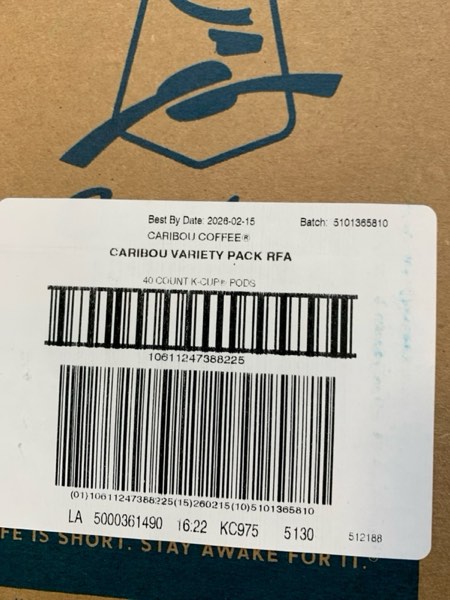 Best By Date: 2026-02-15 Batch: 5101365810
CARIBOU COFFEE®
CARIBOU VARIETY PACK RFA
40 COUNT K-CUP® PODS
10611247388225
(01)10611247388225(15)260215(10)5101365810
LA 5000361490 16:22 KC975 5130 512188
FE IS SHORT. STAY AWAKE FOR IT.®